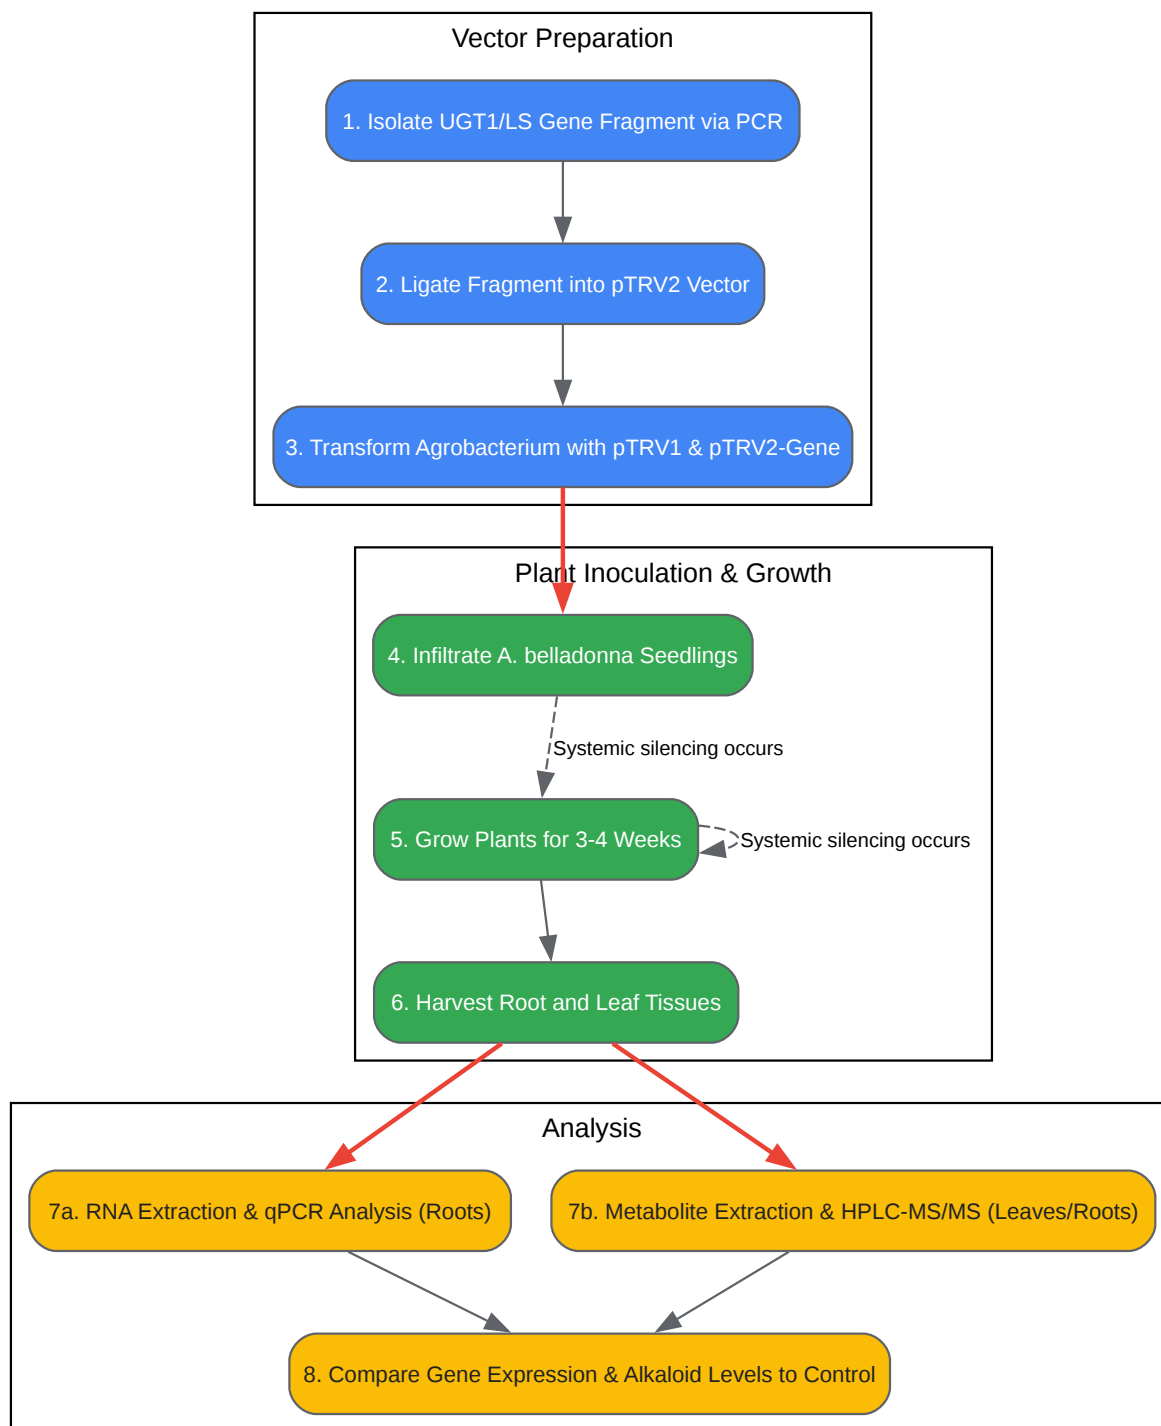 Vector Preparation
1. Isolate UGT1/LS Gene Fragment via PCR
2. Ligate Fragment into pTRV2 Vector
3. Transform Agrobacterium with pTRV1 & pTRV2-Gene
Plant Inoculation & Growth
4. Infiltrate A. belladonna Seedlings
Systemic silencing occurs
5. Grow Plants for 3-4 Weeks
Systemic silencing occurs
6. Harvest Root and Leaf Tissues
Analysis
7a. RNA Extraction & qPCR Analysis (Roots)
7b. Metabolite Extraction & HPLC-MS/MS (Leaves/Roots)
8. Compare Gene Expression & Alkaloid Levels to Control